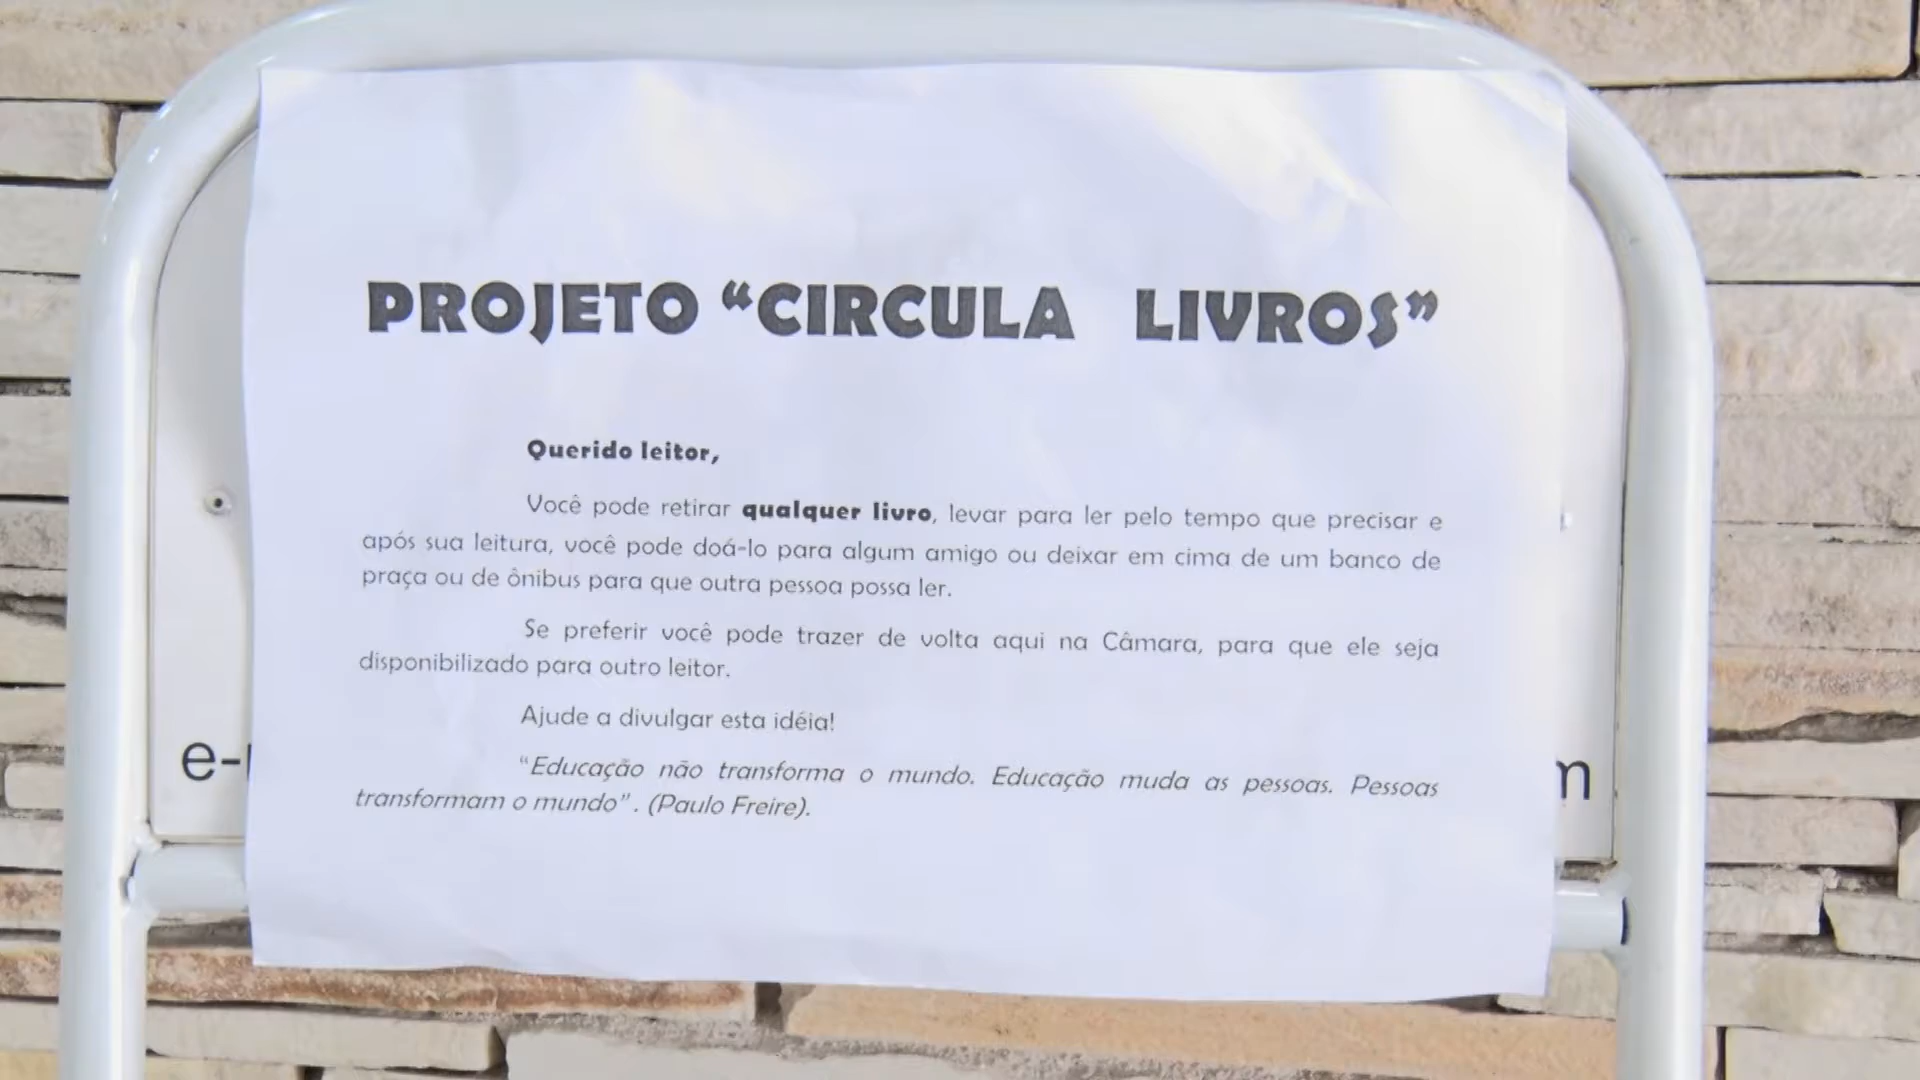 PROJETO “CIRCULA LIVROS”
Querido leitor,
Você pode retirar qualquer livro, levar para ler pelo tempo que precisar e
após sua leitura, você pode doá-lo para algum amigo ou deixar em cima de um banco de
praça ou de ônibus para que outra pessoa possa ler.
Se preferir você pode trazer de volta aqui na Câmara, para que ele seja
disponibilizado para outro leitor.
Ajude a divulgar esta idéia!
“Educação não transforma o mundo. Educação muda as pessoas. Pessoas
transformam o mundo”. (Paulo Freire).